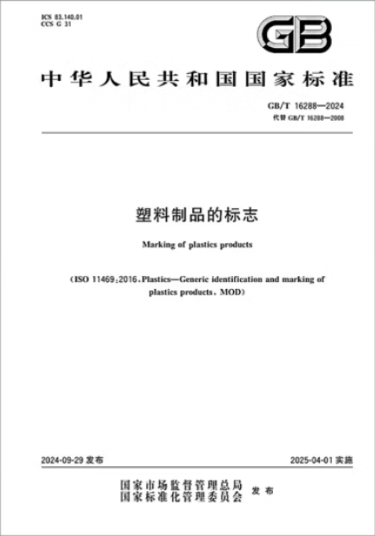 ICS 83.140.01
CCS G 31
GB
中华人民共和国国家标准
GB/T 16288—2024
代替 GB/T 16288—2008
塑料制品的标志
Marking of plastics products
(ISO 11469:2016,Plastics—Generic identification and marking of
plastics products, MOD)
2024-09-29 发布
2025-04-01 实施
国家市场监督管理总局
国家标准化管理委员会
发布